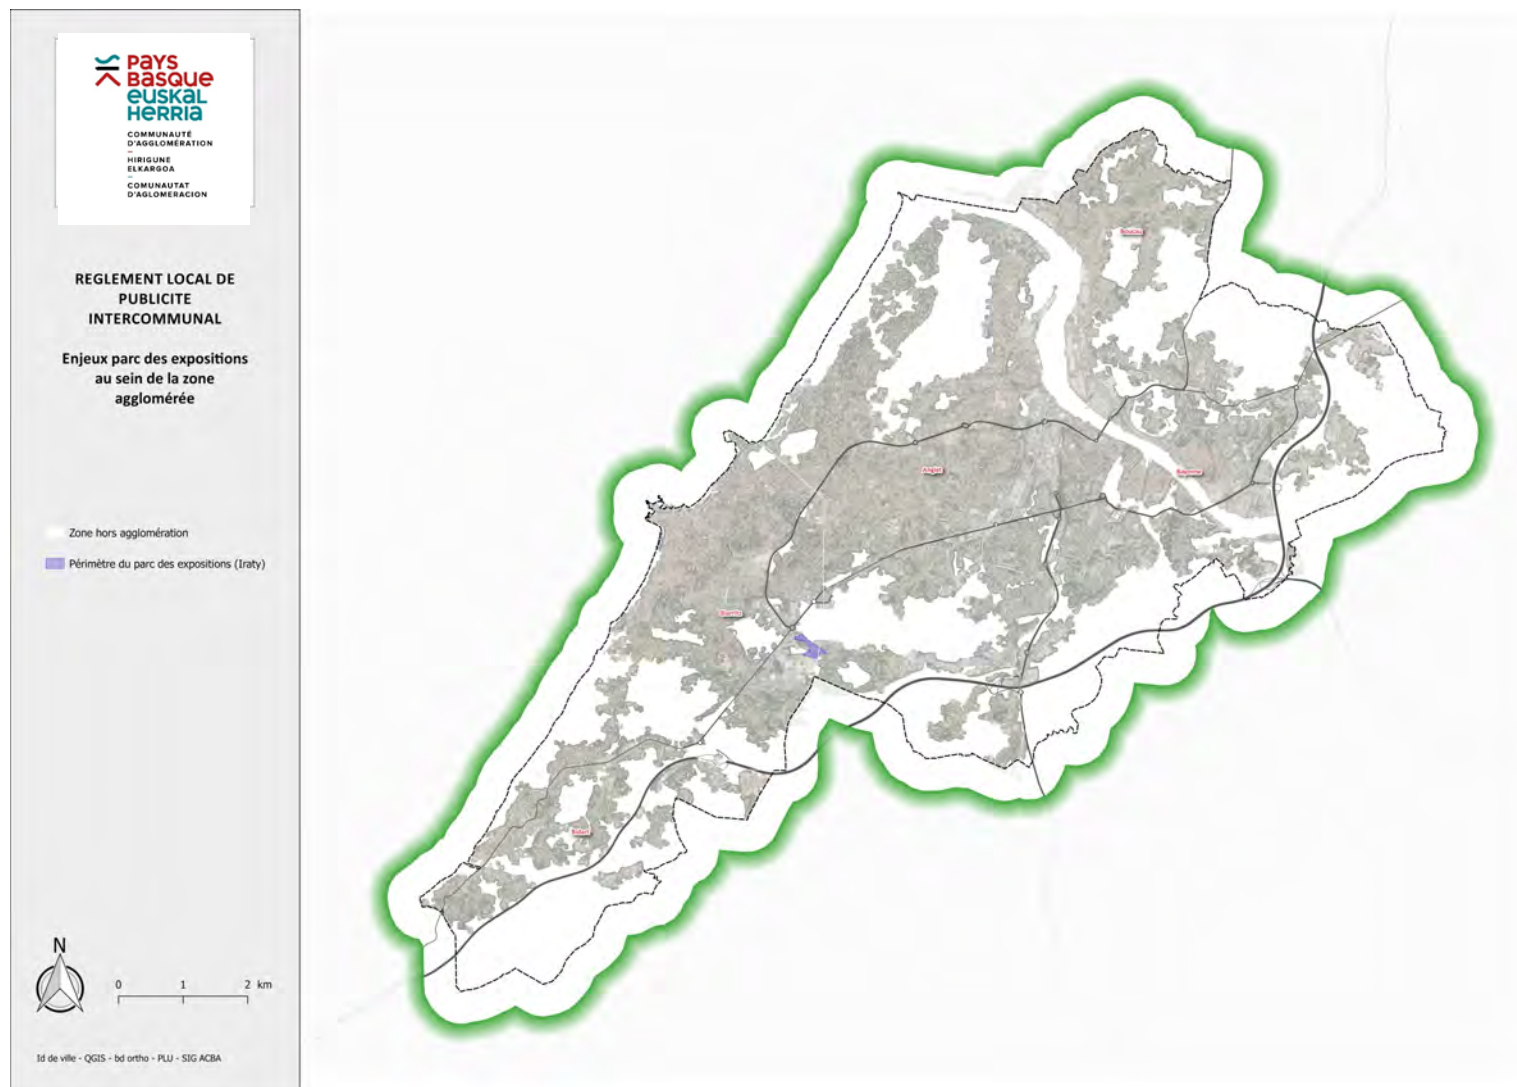 PAYS
BASQUE
EUSKAL
HERRIA
COMMUNAUTÉ
D'AGGLOMÉRATION
HIRIGUNE
ELKARGOA
COMUNAUTAT
D'AGLOMERACION
REGLEMENT LOCAL DE
PUBLICITE
INTERCOMMUNAL
Enjeux parc des expositions
au sein de la zone
agglomérée
Zone hors agglomération
Périmètre du parc des expositions (Iraty)
N
0 1 2 km
Id de ville - QGIS - bd ortho - PLU - SIG ACBA
Boucau
Anglet
Bayonne
Biarritz
Bidart